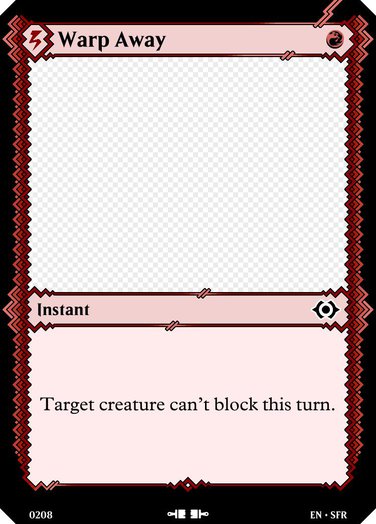 Warp Away
Instant
Target creature can't block this turn.
0208
EN • SFR